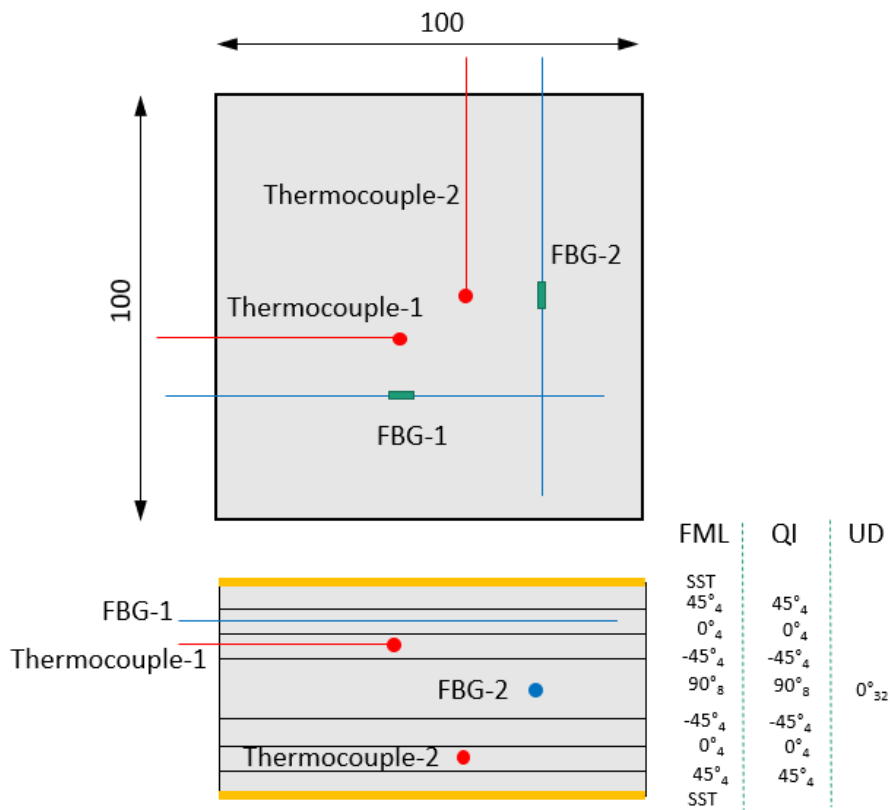 100
100
Thermocouple-2
FBG-2
Thermocouple-1
FBG-1
FML QI UD
SST
FBG-1
45°₄ 45°₄
0°₄ 0°₄
Thermocouple-1
-45°₄ -45°₄
FBG-2
90°₈ 90°₈ 0°₃₂
-45°₄ -45°₄
Thermocouple-2
0°₄ 0°₄
45°₄ 45°₄
SST